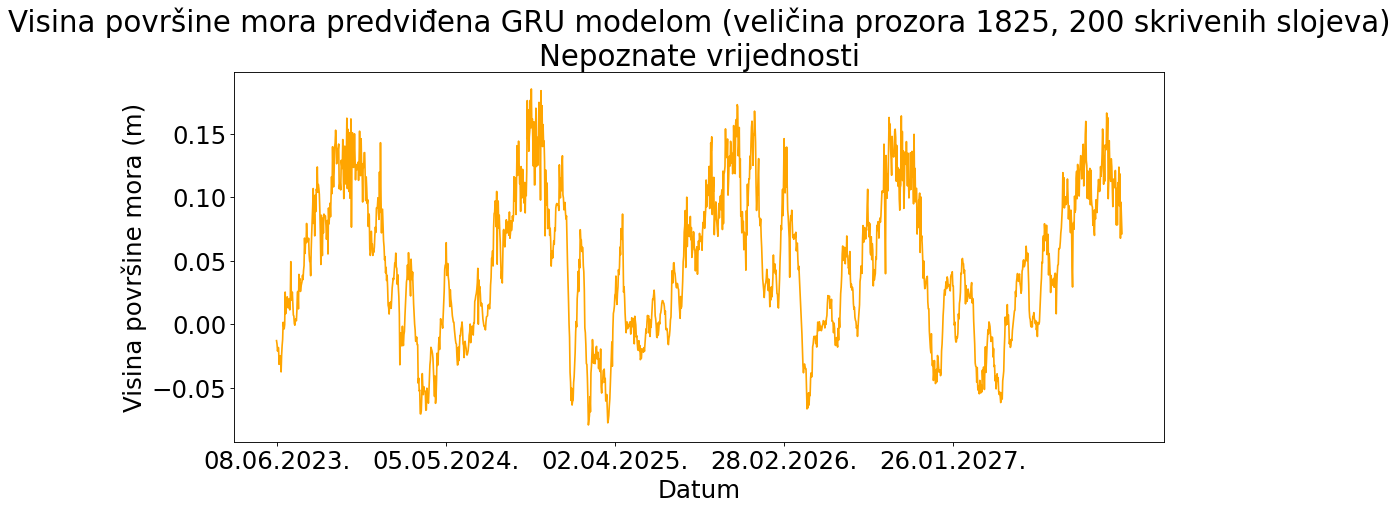 Visina površine mora predviđena GRU modelom (veličina prozora 1825, 200 skrivenih slojeva)
Nepoznate vrijednosti
Visina površine mora (m)
0.15
0.10
0.05
0.00
−0.05
08.06.2023. 05.05.2024. 02.04.2025. 28.02.2026. 26.01.2027.
Datum